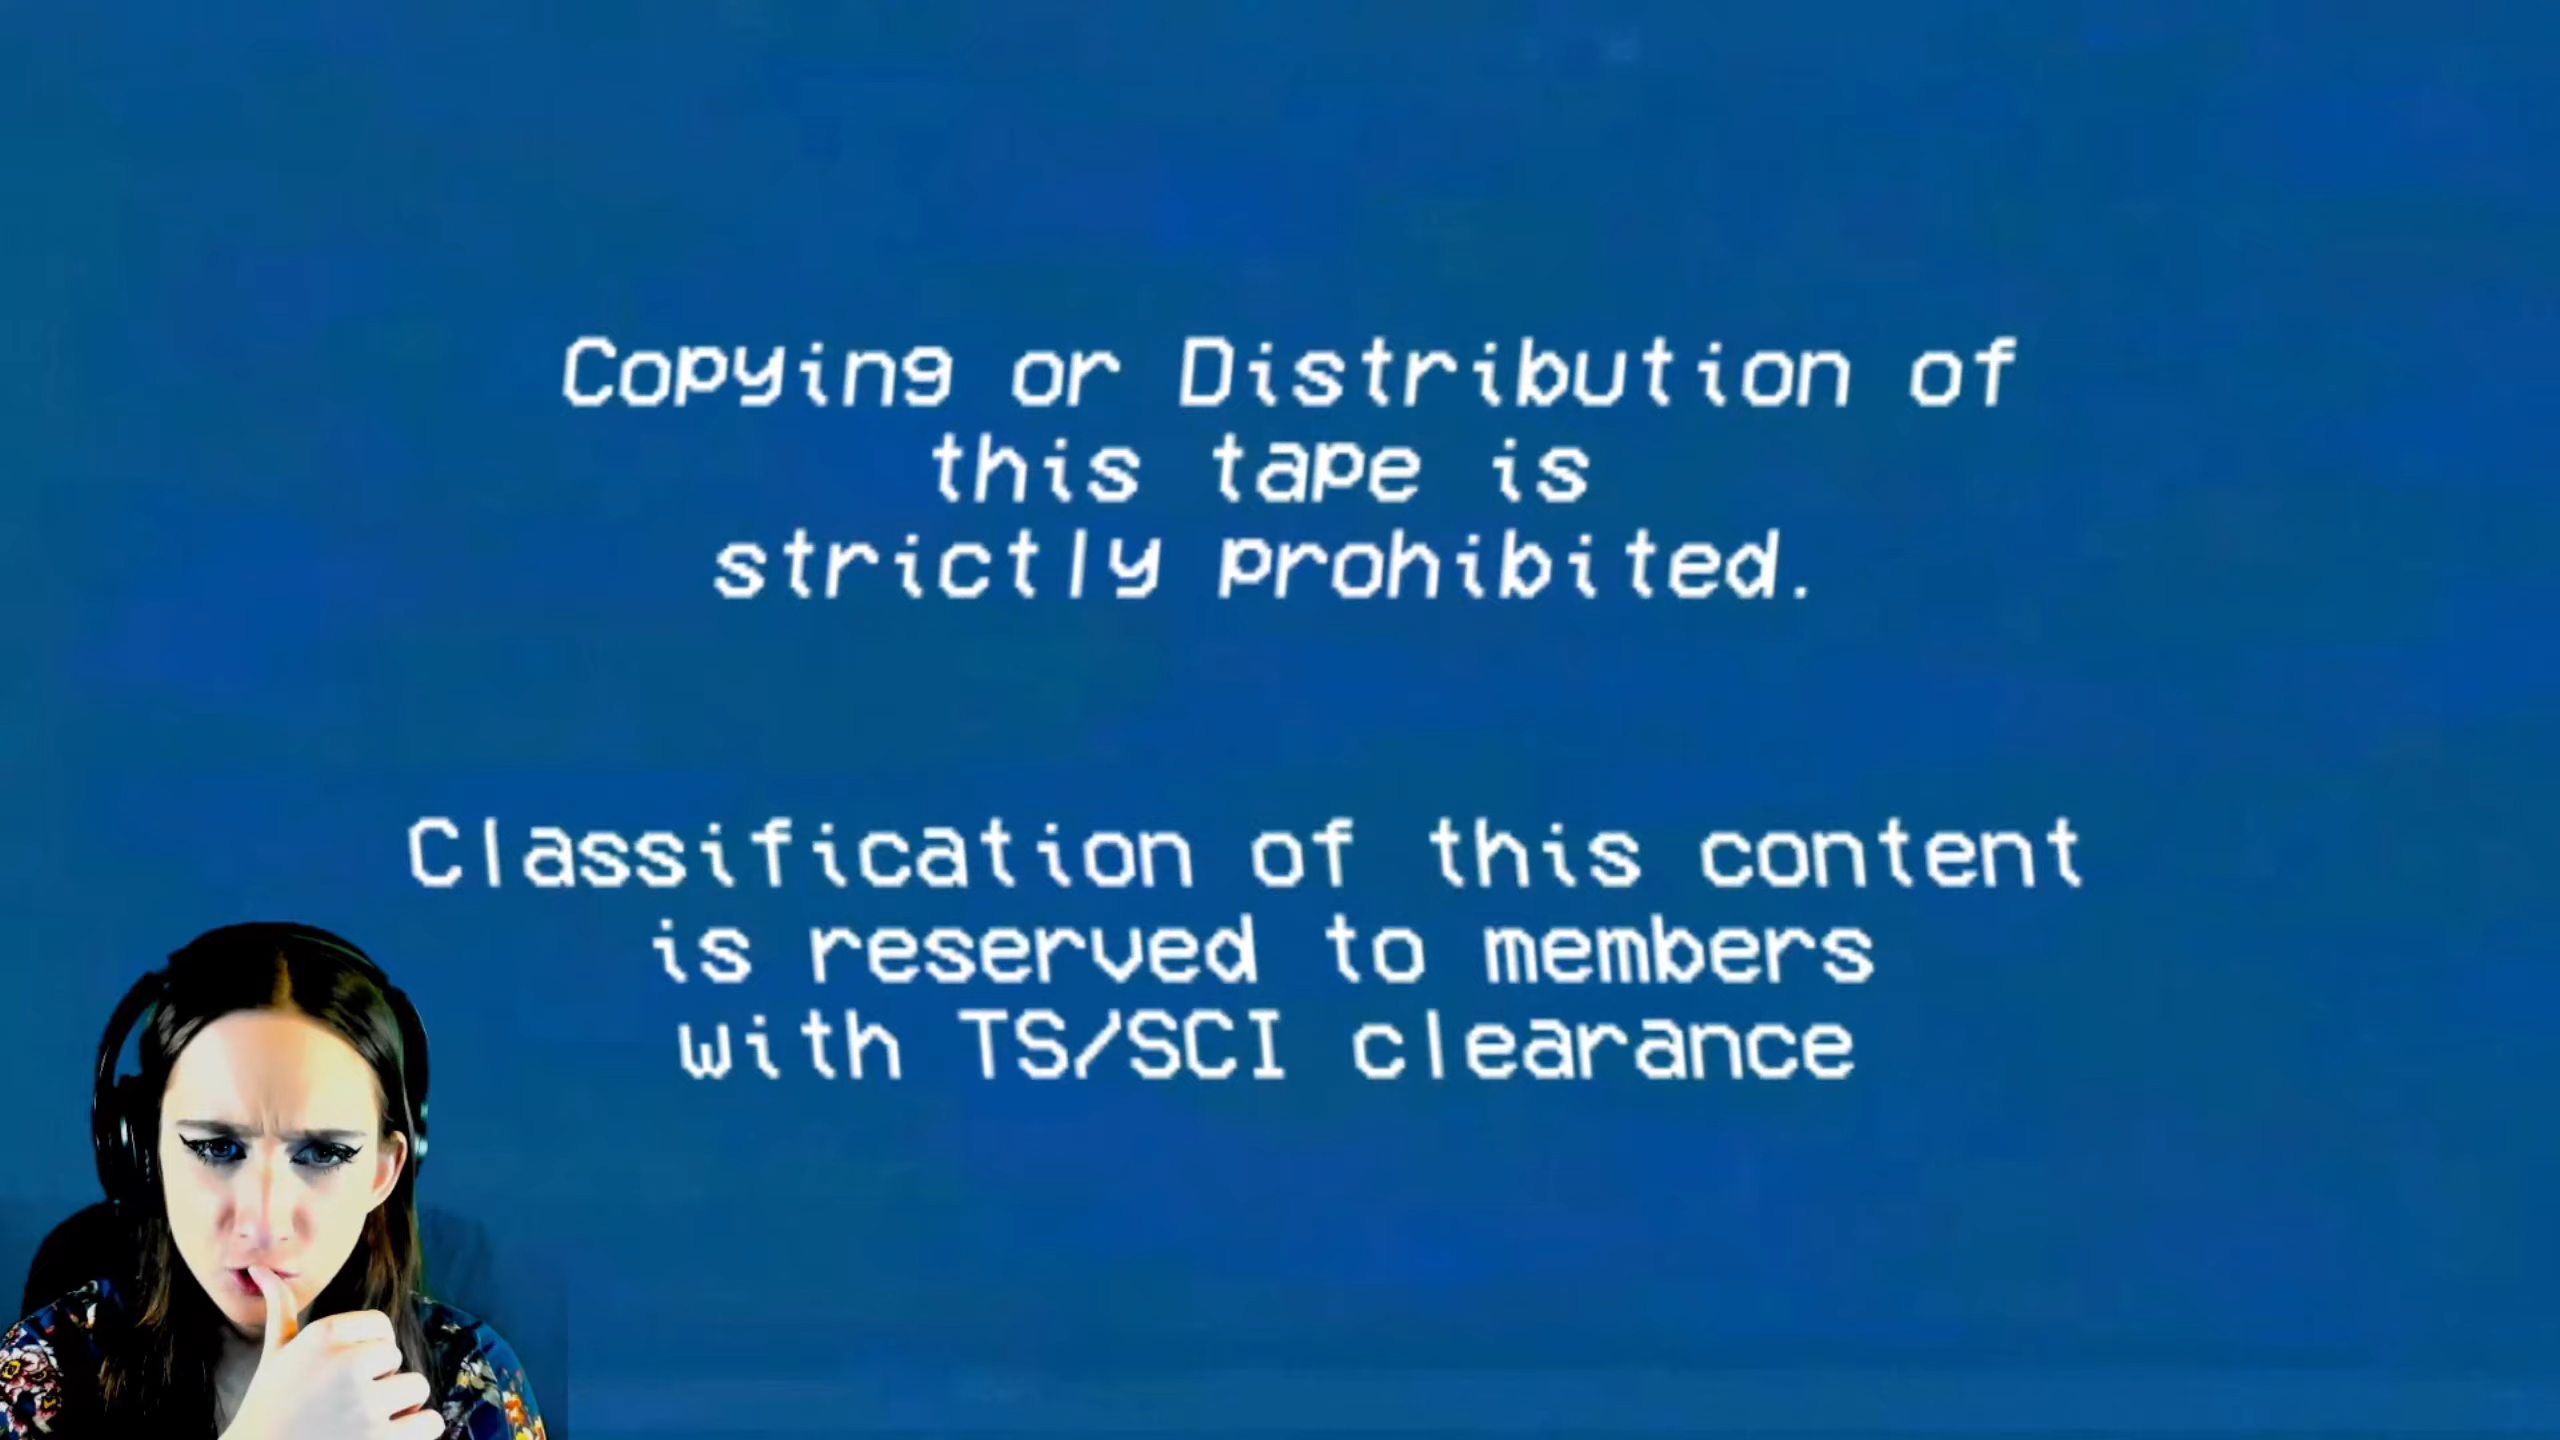 Copying or Distribution of
this tape is
strictly prohibited.
Classification of this content
is reserved to members
with TS/SCI clearance